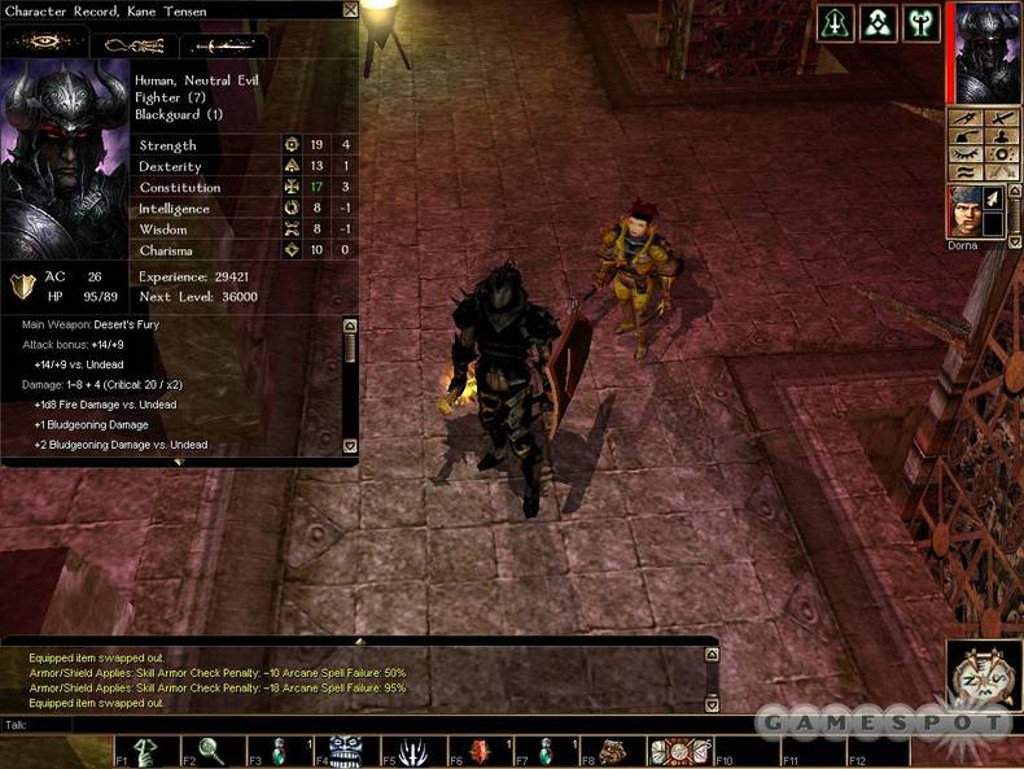 Character Record, Kane Tensen
Human, Neutral Evil
Fighter (7)
Blackguard (1)
Strength 19 4
Dexterity 13 1
Constitution 17 3
Intelligence 8 -1
Wisdom 8 -1
Charisma 10 0
AC 26
HP 95/89
Experience: 29421
Next Level: 36000
Main Weapon: Desert's Fury
Attack bonus: +14/+9
+14/+9 vs. Undead
Damage: 1-8 + 4 (Critical: 20 / x2)
+1d8 Fire Damage vs. Undead
+1 Bludgeoning Damage
+2 Bludgeoning Damage vs. Undead
Dorna
Equipped item swapped out.
Armor/Shield Applies: Skill Armor Check Penalty: -10 Arcane Spell Failure: 50%
Armor/Shield Applies: Skill Armor Check Penalty: -18 Arcane Spell Failure: 95%
Equipped item swapped out.
Talk:
N S W
GAMESPOT
F1 F2 F3 1 F4 F5 F6 1 F7 1 F8 5 F10 F11 F12